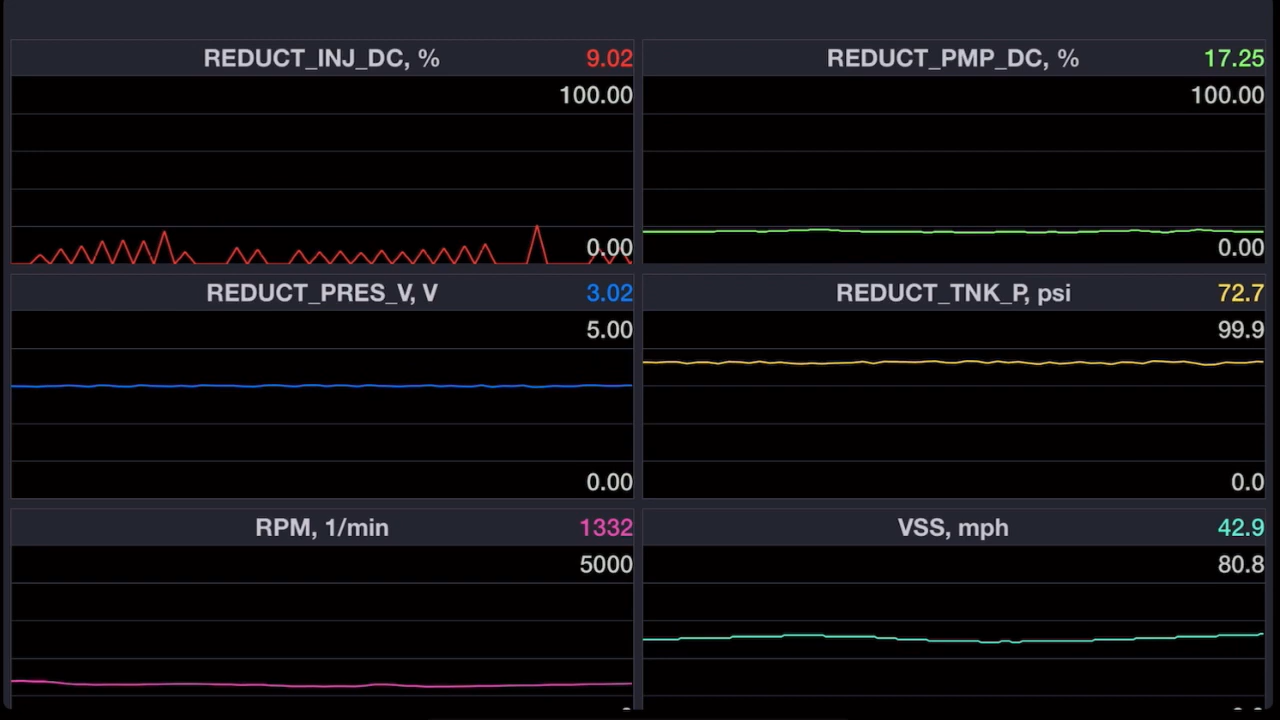 REDUCT_INJ_DC, % 9.02
100.00
0.00
REDUCT_PMP_DC, % 17.25
100.00
0.00
REDUCT_PRES_V, V 3.02
5.00
0.00
REDUCT_TNK_P, psi 72.7
99.9
0.0
RPM, 1/min 1332
5000
VSS, mph 42.9
80.8